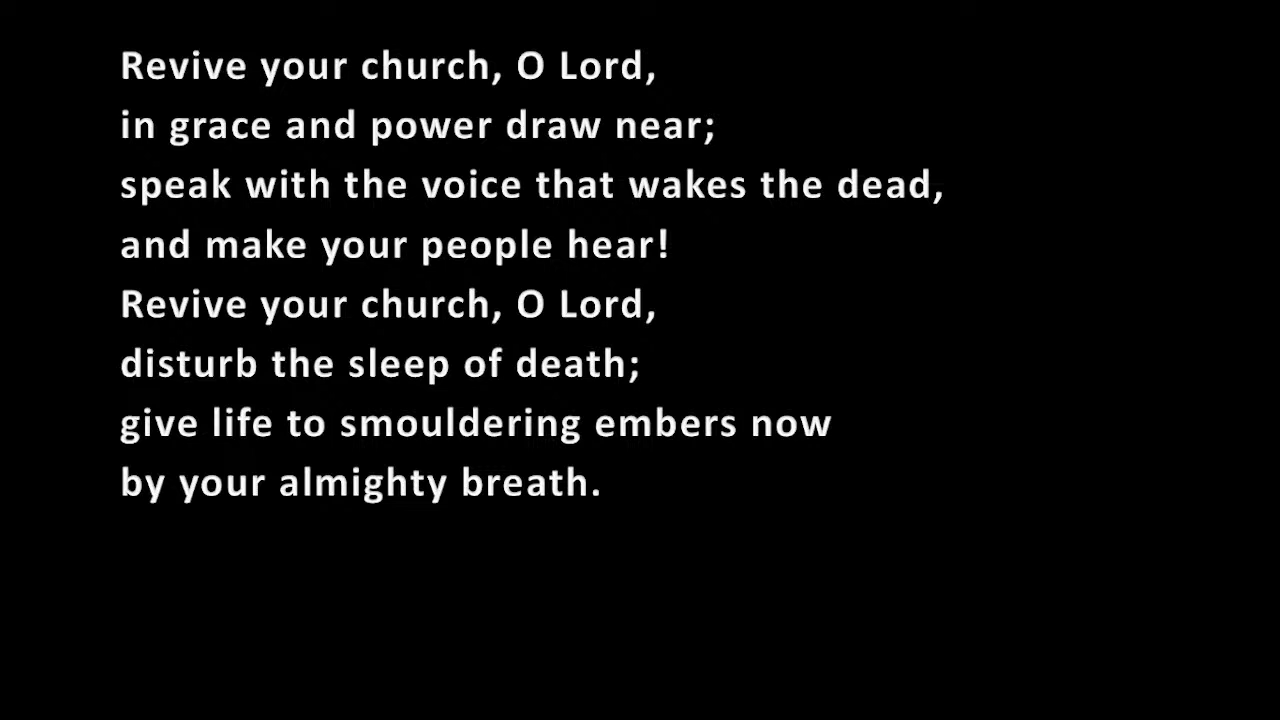 Revive your church, O Lord,
in grace and power draw near;
speak with the voice that wakes the dead,
and make your people hear!
Revive your church, O Lord,
disturb the sleep of death;
give life to smouldering embers now
by your almighty breath.